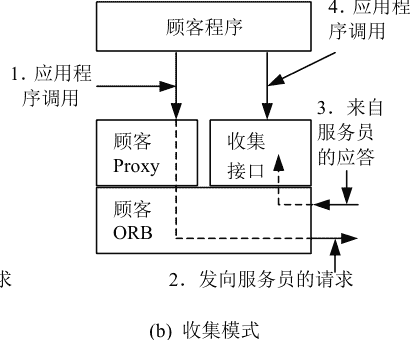 顾客程序
4. 应用程
序调用
1. 应用程
序调用
顾客
Proxy
收集
接口
3. 来自
服务员
的应答
顾客
ORB
求
2. 发向服务员的请求
(b) 收集模式